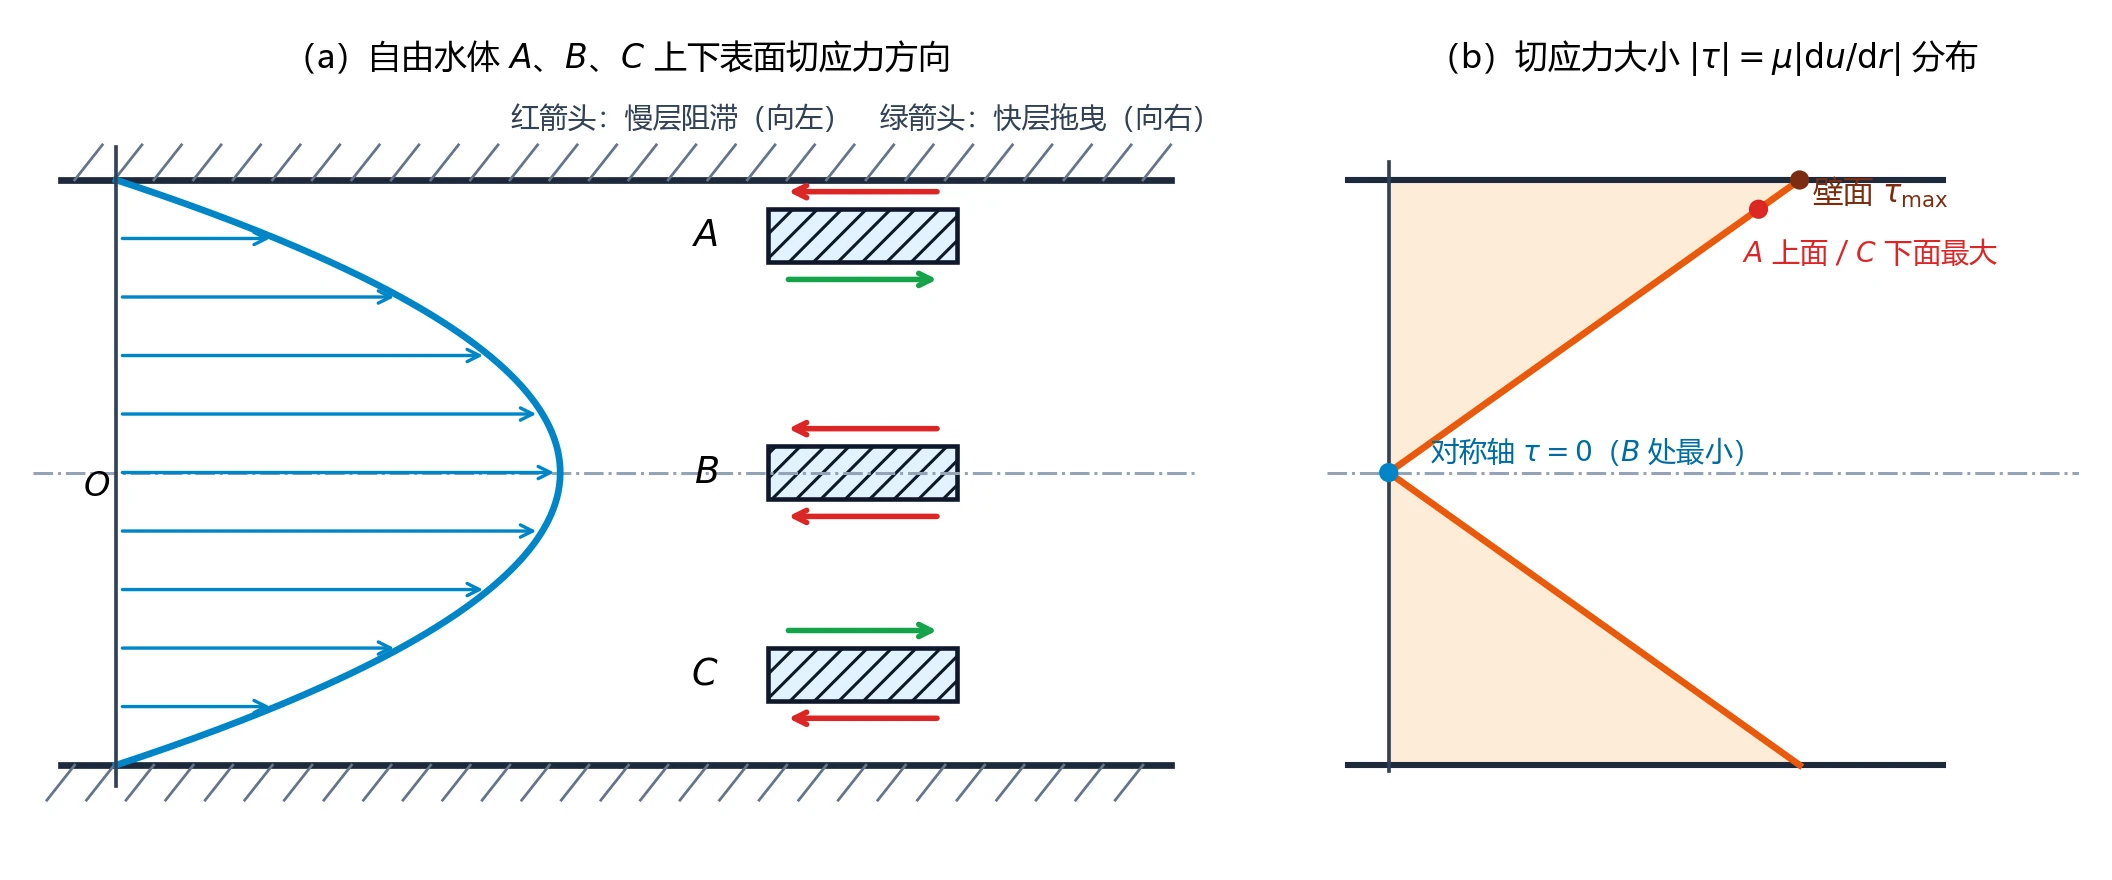 （a）自由水体 A、B、C 上下表面切应力方向
红箭头：慢层阻滞（向左） 绿箭头：快层拖曳（向右）
A
B
O
C
（b）切应力大小 |τ| = μ|du/dr| 分布
壁面 τmax
A 上面 / C 下面最大
对称轴 τ = 0（B 处最小）